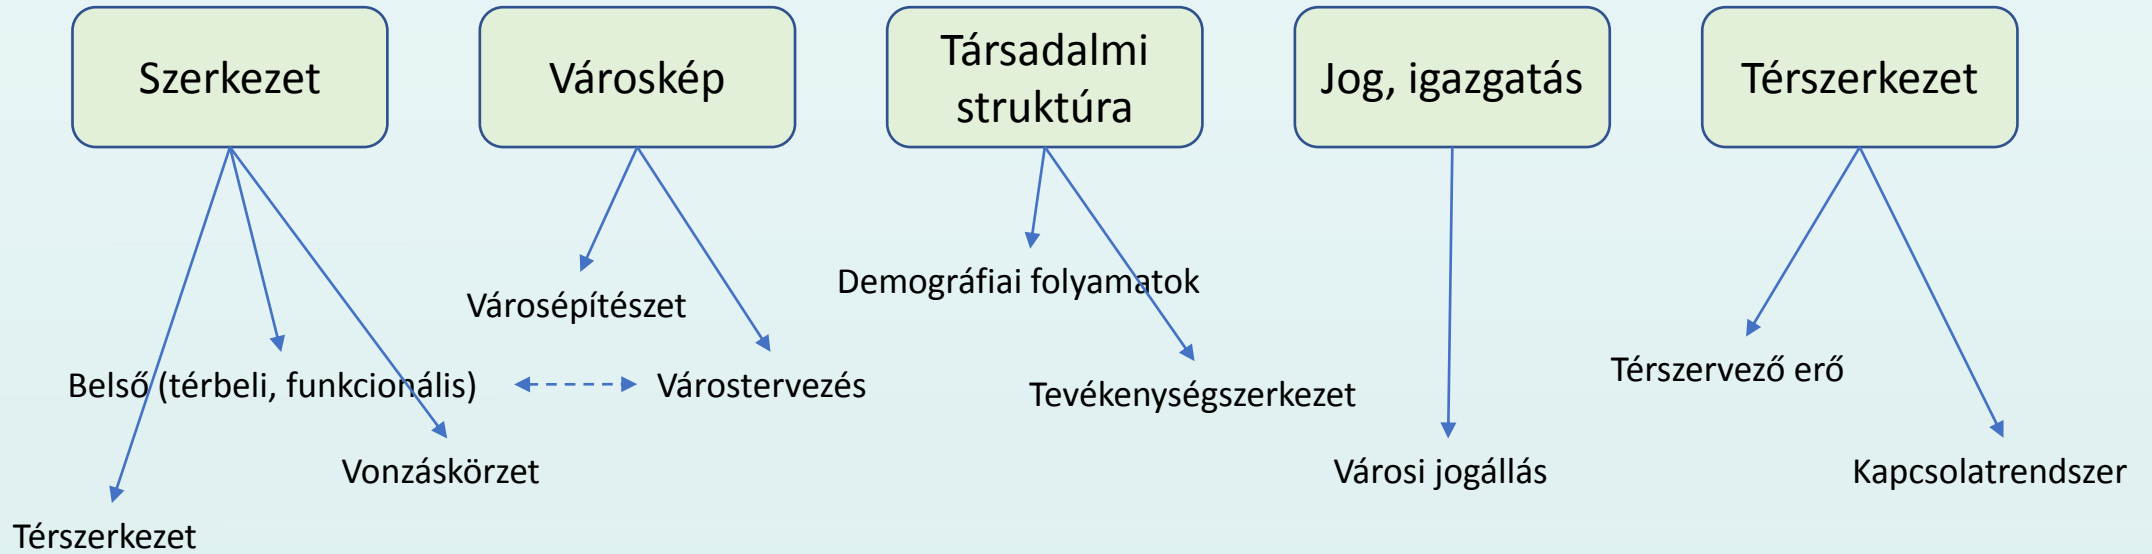 Szerkezet
Városkép
Társadalmi
struktúra
Jog, igazgatás
Térszerkezet
Városépítészet
Demográfiai folyamatok
Belső (térbeli, funkcionális)
Várostervezés
Tevékenységszerkezet
Térszervező erő
Vonzáskörzet
Városi jogállás
Kapcsolatrendszer
Térszerkezet